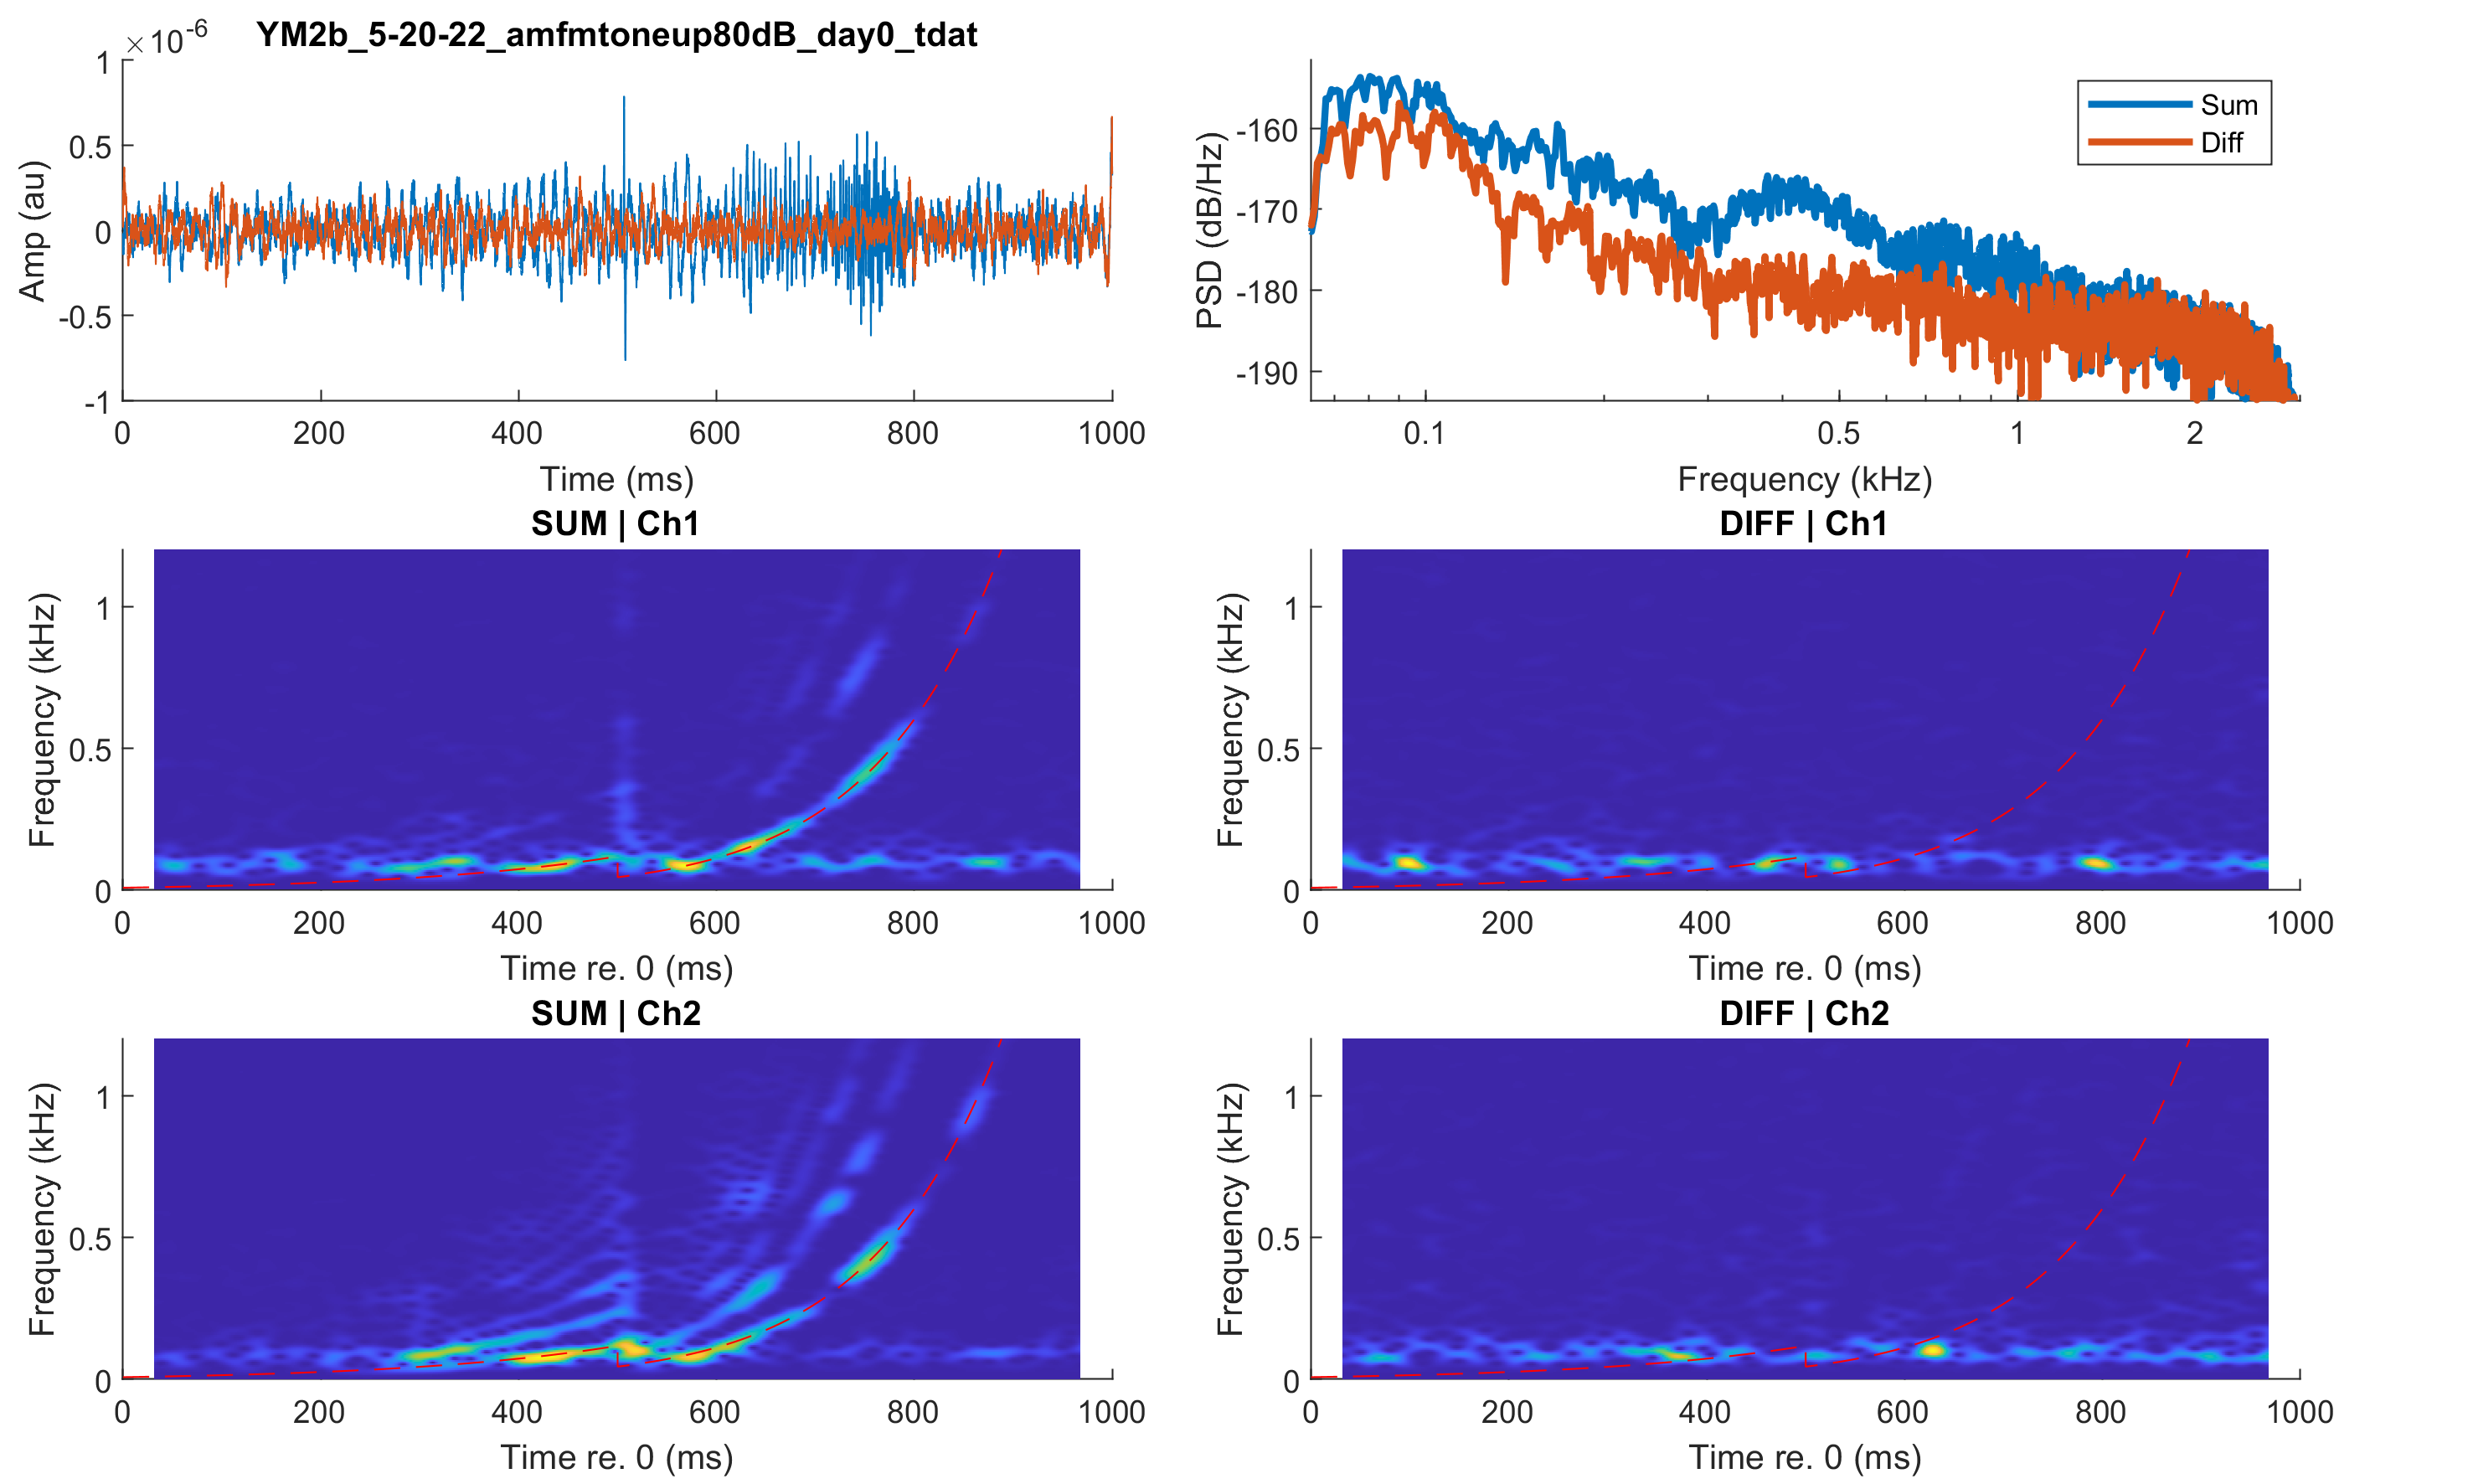 YM2b_5-20-22_amfmtoneup80dB_day0_tdat
×10-6
1
0.5
0
-0.5
-1
Amp (au)
0 200 400 600 800 1000
Time (ms)
Sum
Diff
-160
-170
-180
-190
PSD (dB/Hz)
0.1 0.5 1 2
Frequency (kHz)
SUM | Ch1
1
0.5
0
Frequency (kHz)
0 200 400 600 800 1000
Time re. 0 (ms)
DIFF | Ch1
1
0.5
0
Frequency (kHz)
0 200 400 600 800 1000
Time re. 0 (ms)
SUM | Ch2
1
0.5
0
Frequency (kHz)
0 200 400 600 800 1000
Time re. 0 (ms)
DIFF | Ch2
1
0.5
0
Frequency (kHz)
0 200 400 600 800 1000
Time re. 0 (ms)